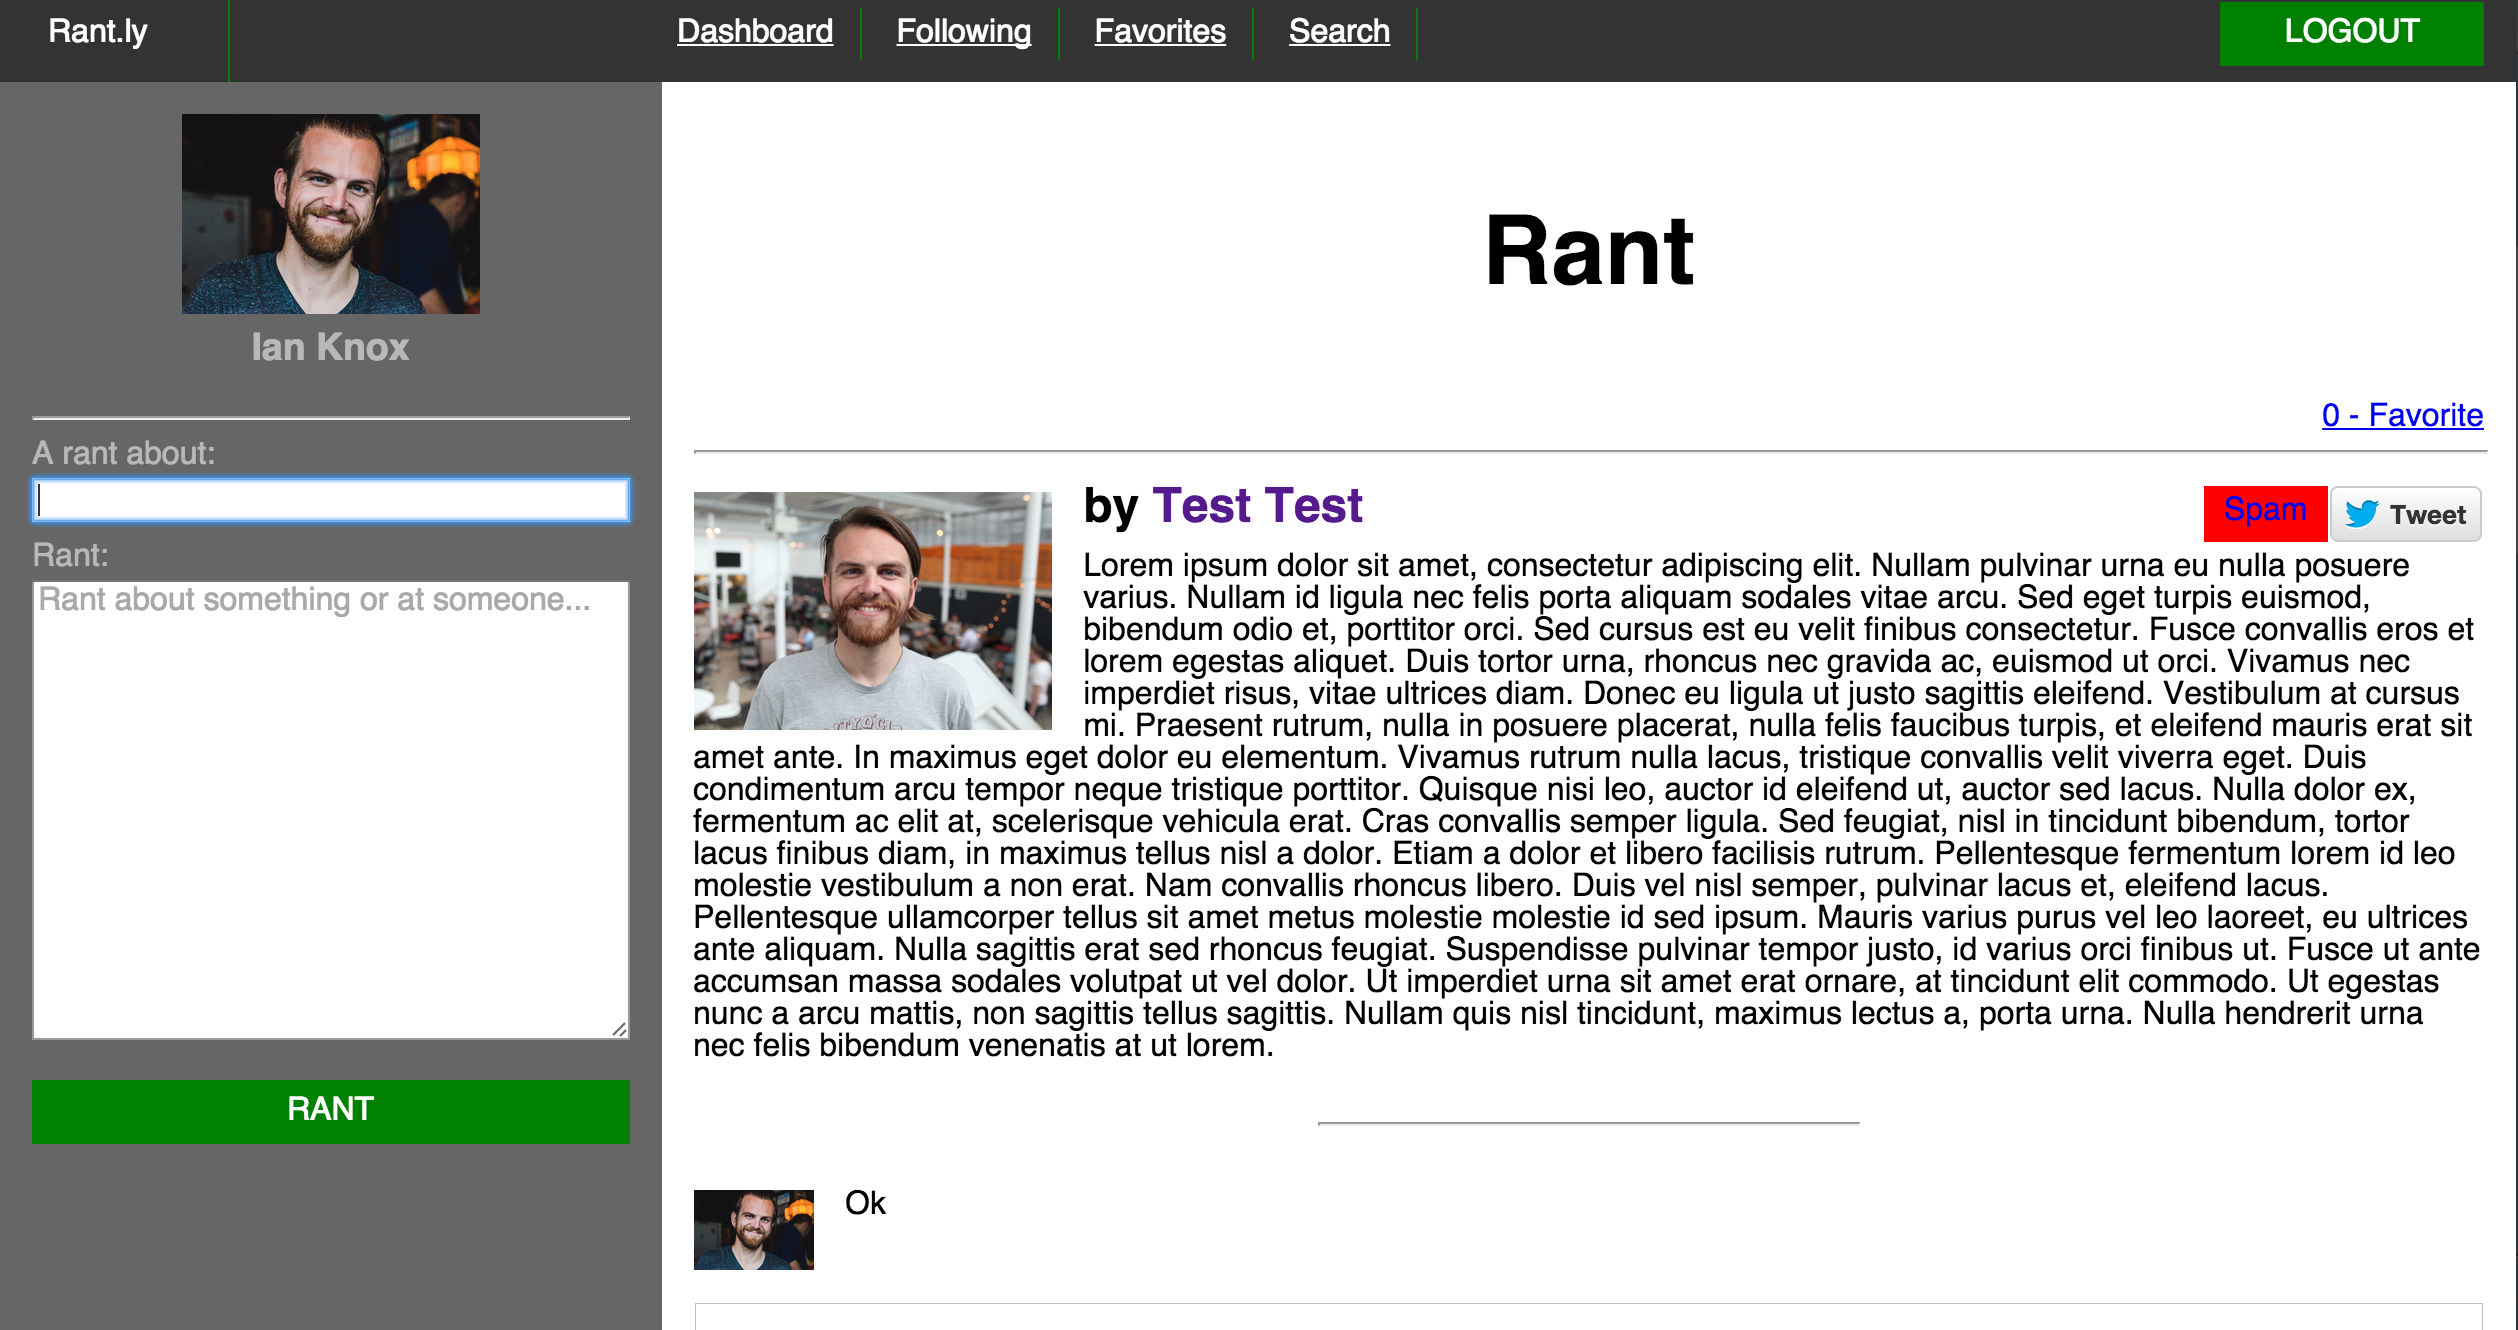 Rant.ly
Dashboard
Following
Favorites
Search
LOGOUT
Ian Knox
A rant about:
Rant:
Rant about something or at someone...
RANT
Rant
0 - Favorite
by Test Test
Spam
Tweet
Lorem ipsum dolor sit amet, consectetur adipiscing elit. Nullam pulvinar urna eu nulla posuere
varius. Nullam id ligula nec felis porta aliquam sodales vitae arcu. Sed eget turpis euismod,
bibendum odio et, porttitor orci. Sed cursus est eu velit finibus consectetur. Fusce convallis eros et
lorem egestas aliquet. Duis tortor urna, rhoncus nec gravida ac, euismod ut orci. Vivamus nec
imperdiet risus, vitae ultrices diam. Donec eu ligula ut justo sagittis eleifend. Vestibulum at cursus
mi. Praesent rutrum, nulla in posuere placerat, nulla felis faucibus turpis, et eleifend mauris erat sit
amet ante. In maximus eget dolor eu elementum. Vivamus rutrum nulla lacus, tristique convallis velit viverra eget. Duis
condimentum arcu tempor neque tristique porttitor. Quisque nisi leo, auctor id eleifend ut, auctor sed lacus. Nulla dolor ex,
fermentum ac elit at, scelerisque vehicula erat. Cras convallis semper ligula. Sed feugiat, nisl in tincidunt bibendum, tortor
lacus finibus diam, in maximus tellus nisl a dolor. Etiam a dolor et libero facilisis rutrum. Pellentesque fermentum lorem id leo
molestie vestibulum a non erat. Nam convallis rhoncus libero. Duis vel nisl semper, pulvinar lacus et, eleifend lacus.
Pellentesque ullamcorper tellus sit amet metus molestie molestie id sed ipsum. Mauris varius purus vel leo laoreet, eu ultrices
ante aliquam. Nulla sagittis erat sed rhoncus feugiat. Suspendisse pulvinar tempor justo, id varius orci finibus ut. Fusce ut ante
accumsan massa sodales volutpat ut vel dolor. Ut imperdiet urna sit amet erat ornare, at tincidunt elit commodo. Ut egestas
nunc a arcu mattis, non sagittis tellus sagittis. Nullam quis nisl tincidunt, maximus lectus a, porta urna. Nulla hendrerit urna
nec felis bibendum venenatis at ut lorem.
Ok